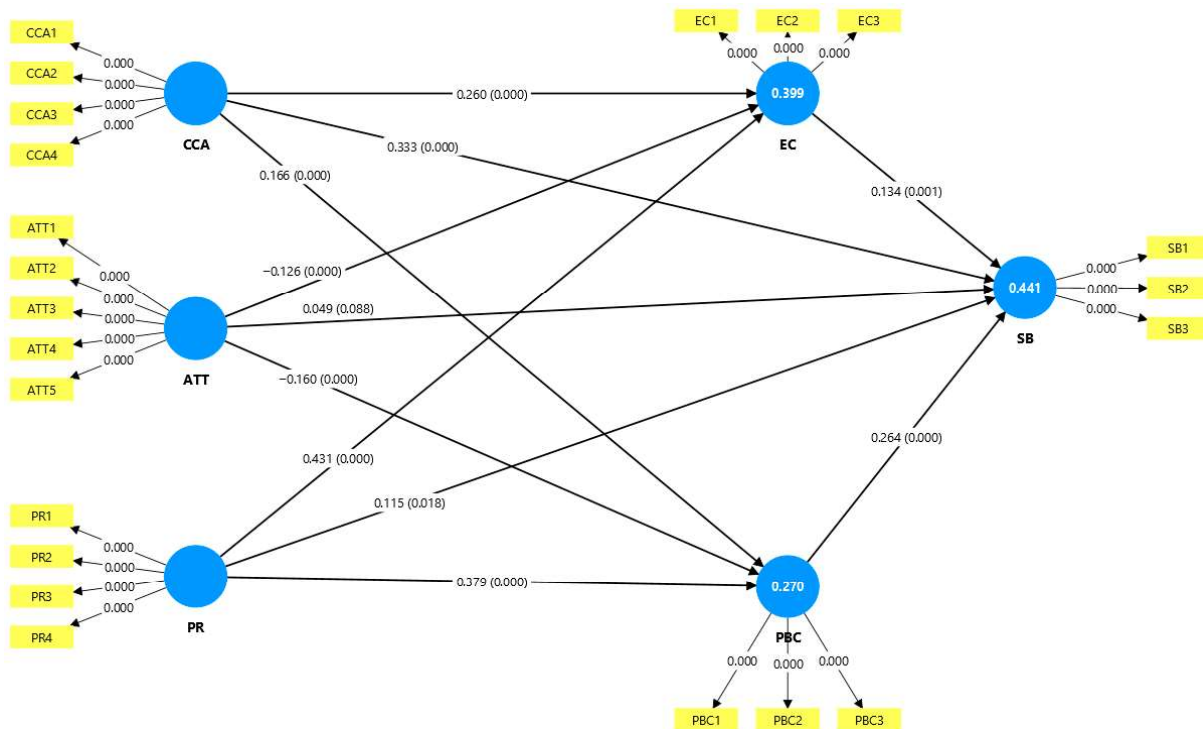 EC1
EC2
EC3
CCA1
CCA2
CCA3
CCA4
0.000
0.000
0.000
0.000
0.000
0.000
0.000
CCA
0.399
EC
0.260 (0.000)
0.333 (0.000)
0.166 (0.000)
0.134 (0.001)
ATT1
ATT2
ATT3
ATT4
ATT5
0.000
0.000
0.000
0.000
0.000
ATT
−0.126 (0.000)
0.049 (0.088)
−0.160 (0.000)
0.441
SB
0.000
0.000
0.000
SB1
SB2
SB3
0.431 (0.000)
0.115 (0.018)
0.264 (0.000)
PR1
PR2
PR3
PR4
0.000
0.000
0.000
0.000
PR
0.379 (0.000)
0.270
PBC
0.000
0.000
0.000
PBC1
PBC2
PBC3